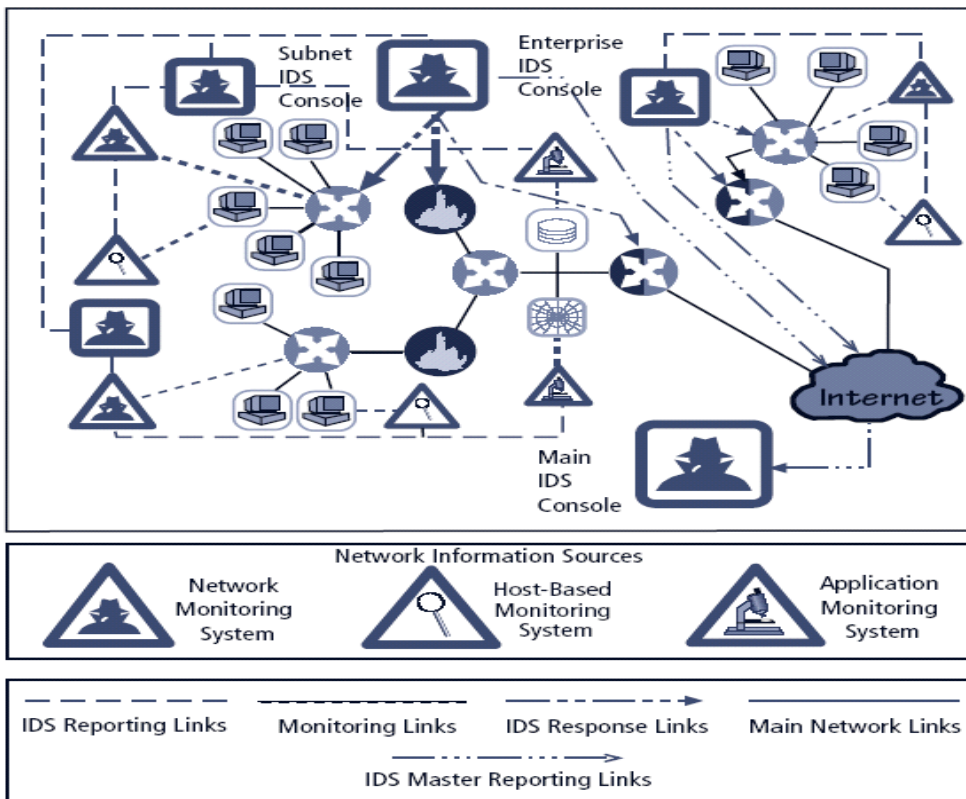 Subnet
IDS
Console
Enterprise
IDS
Console
Internet
Main
IDS
Console
Network Information Sources
Network
Monitoring
System
Host-Based
Monitoring
System
Application
Monitoring
System
IDS Reporting Links
Monitoring Links
IDS Response Links
Main Network Links
IDS Master Reporting Links